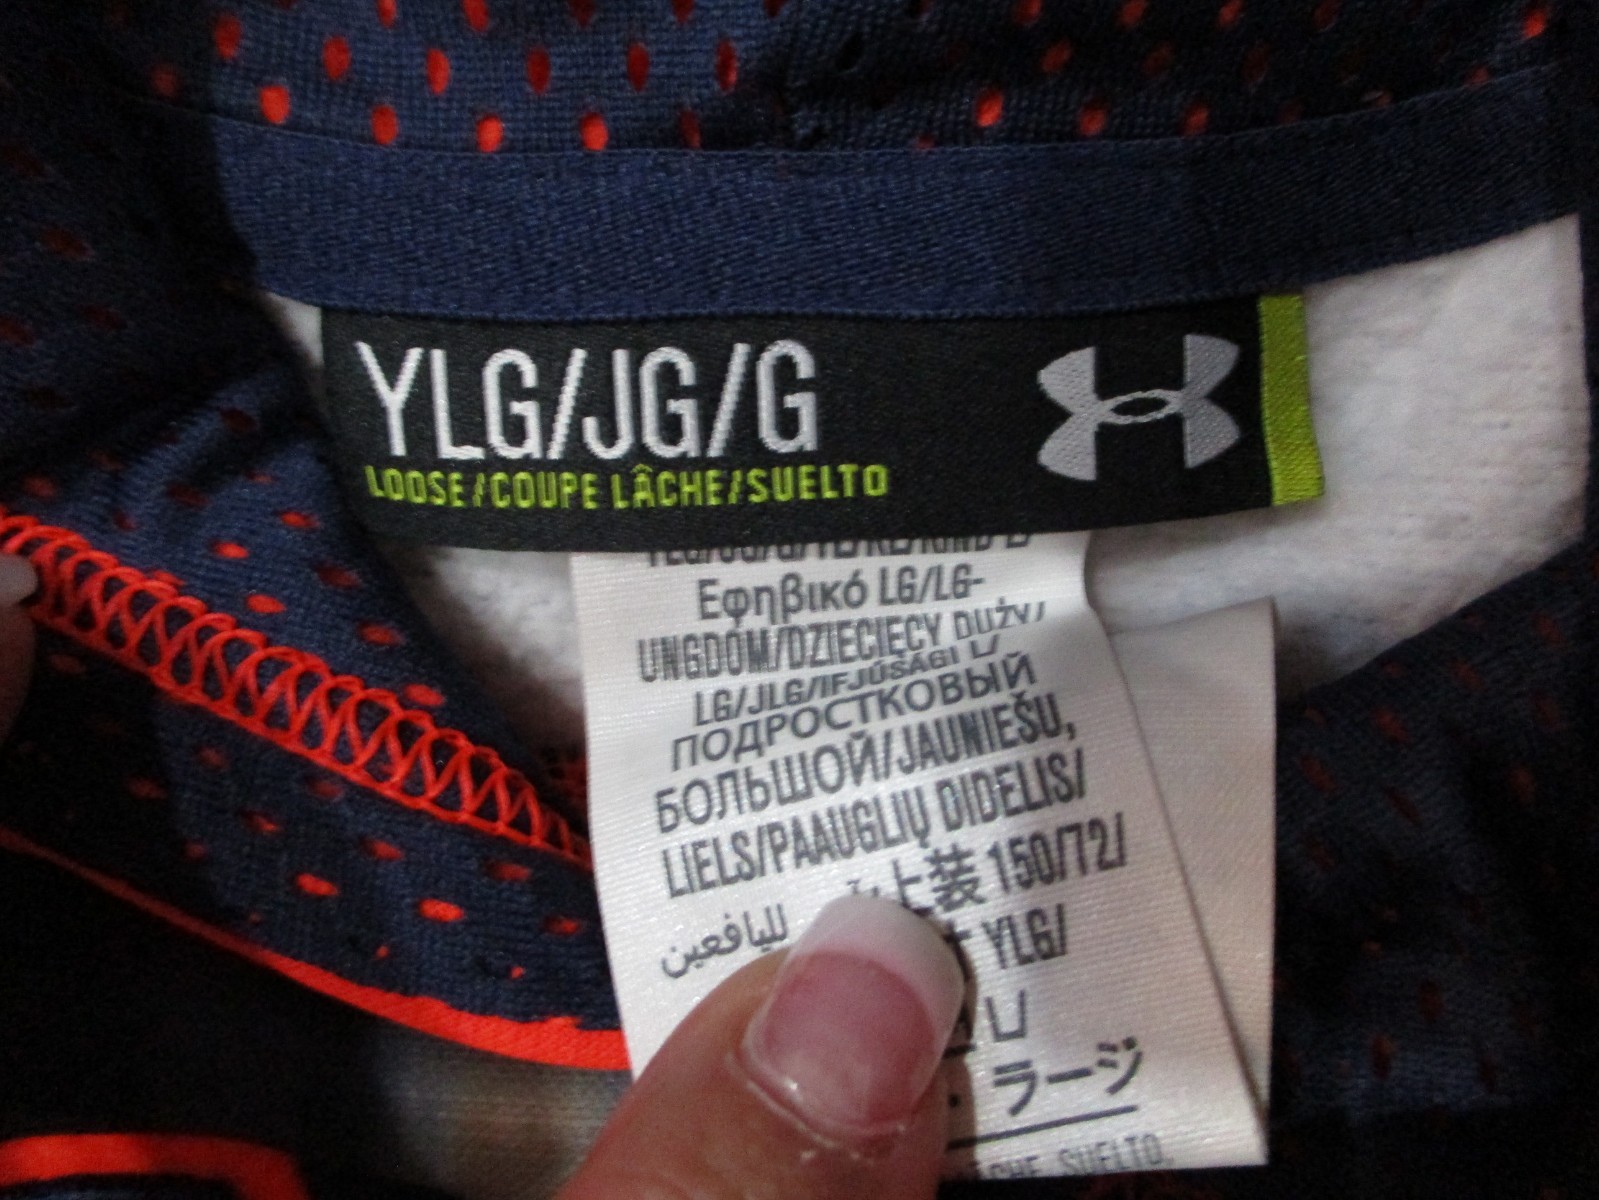 YLG/JG/G
LOOSE/COUPE LÂCHE/SUELTO
Εφηβικό LG/LG-
UNGDOM/DZIECIĘCY DUŻY/
LG/JLG/IFJÚSÁGI L/
ПОДРОСТКОВЫЙ
БОЛЬШОЙ/JAUNIEŠU,
LIELS/PAAUGLIŲ DIDELIS/
上装 150/72/
لليافعين YLG/
ラージ
SUELTO.